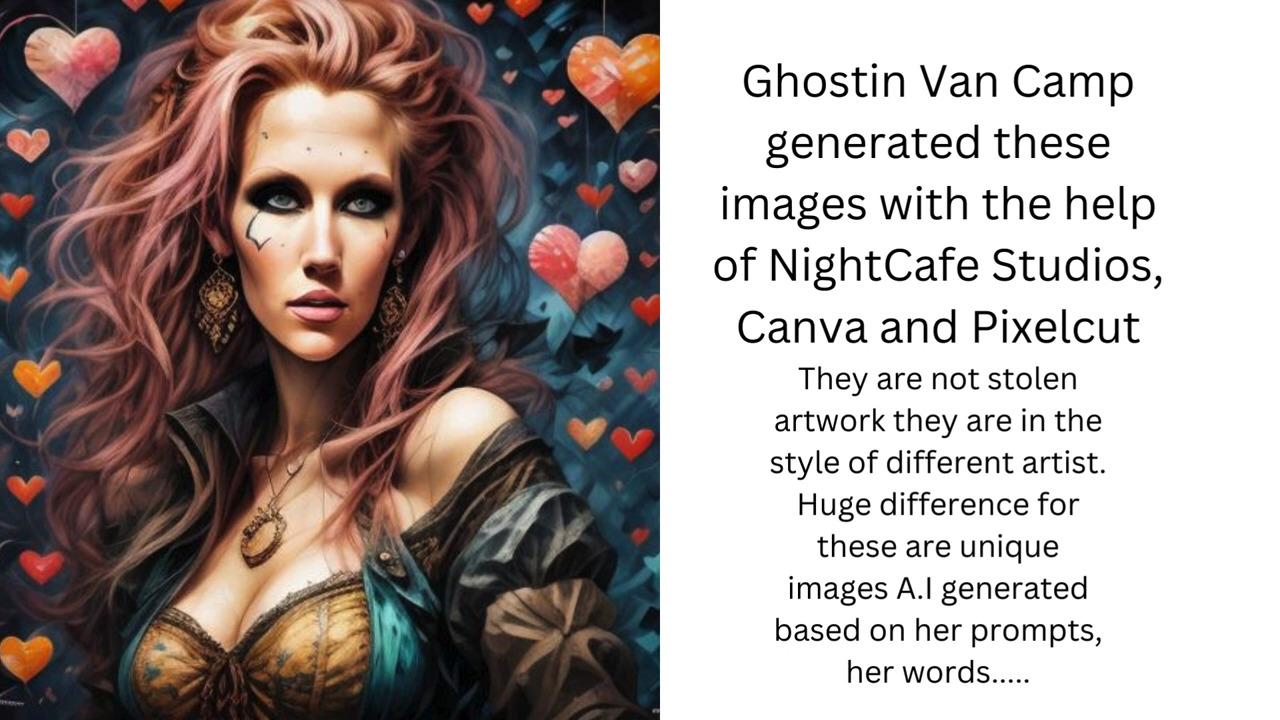 Ghostin Van Camp
generated these
images with the help
of NightCafe Studios,
Canva and Pixelcut
They are not stolen
artwork they are in the
style of different artist.
Huge difference for
these are unique
images A.I generated
based on her prompts,
her words.....